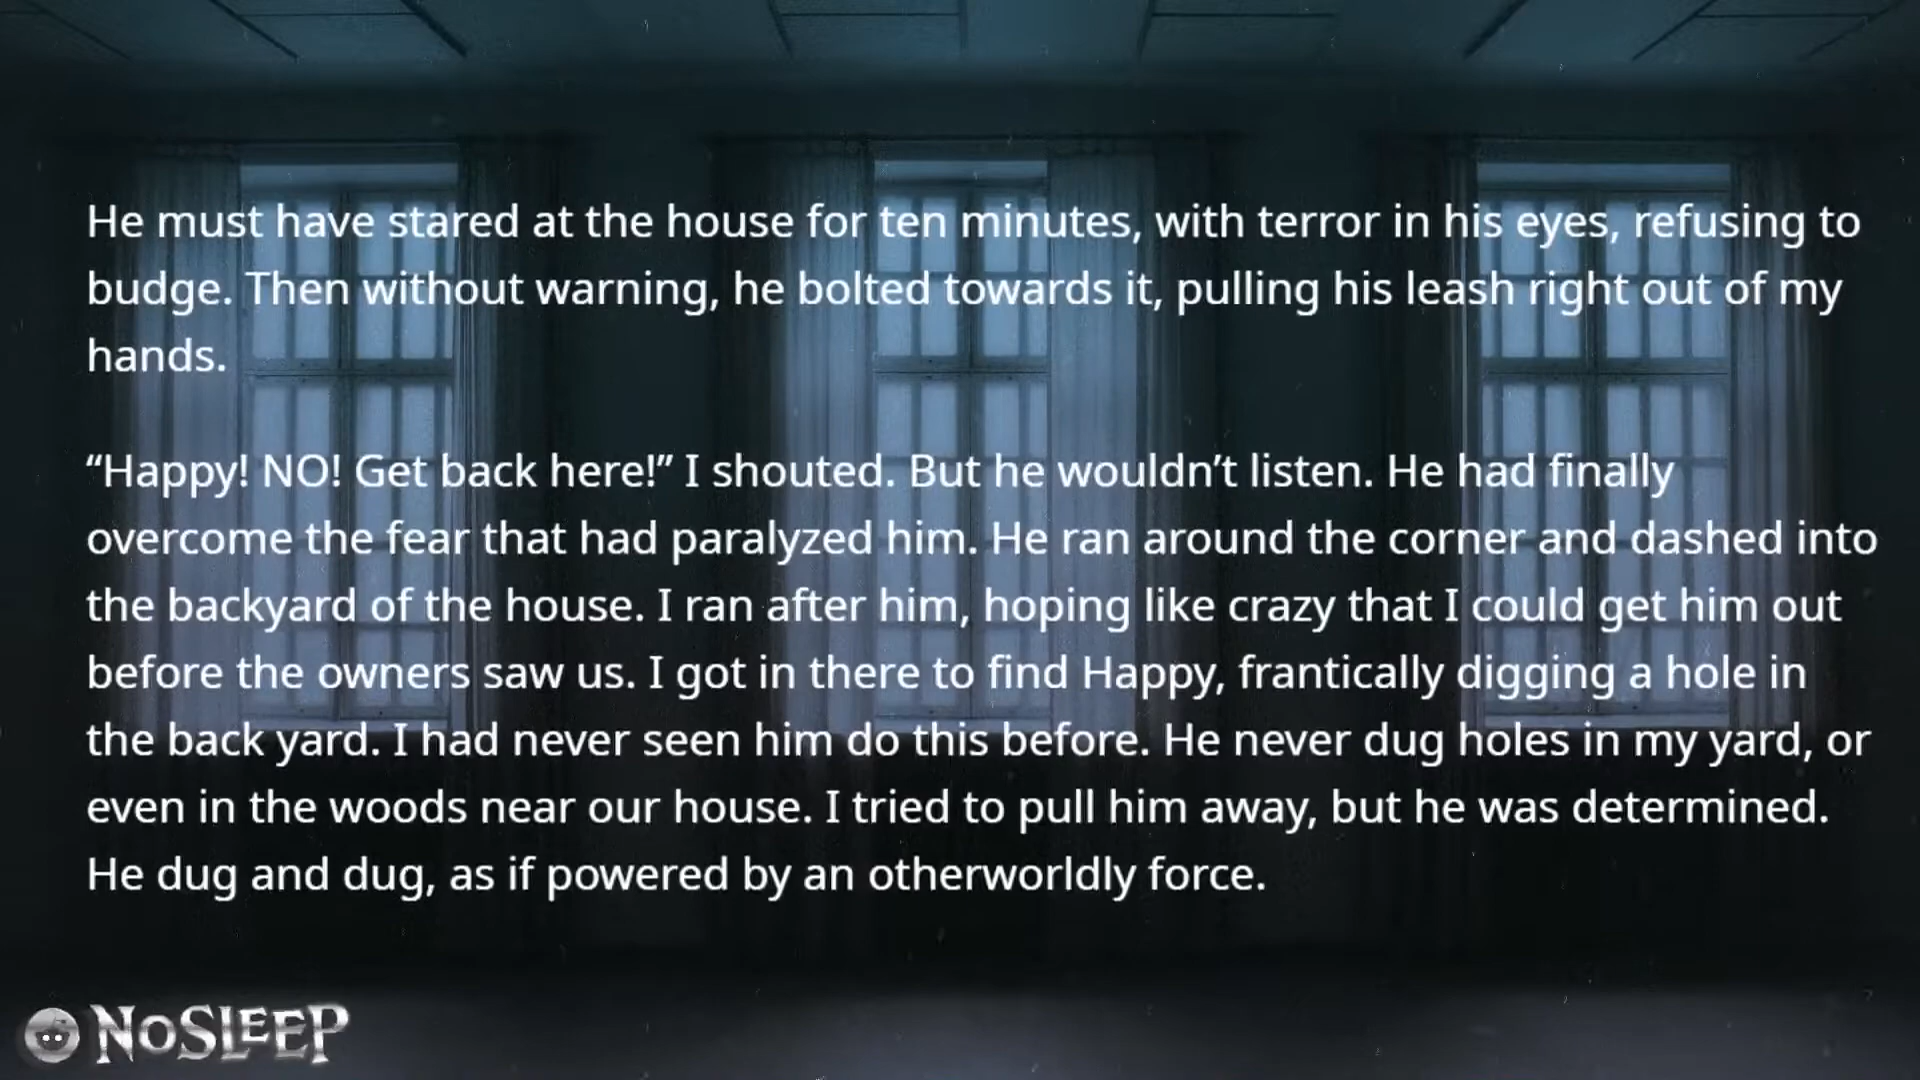 He must have stared at the house for ten minutes, with terror in his eyes, refusing to
budge. Then without warning, he bolted towards it, pulling his leash right out of my
hands.
“Happy! NO! Get back here!” I shouted. But he wouldn’t listen. He had finally
overcome the fear that had paralyzed him. He ran around the corner and dashed into
the backyard of the house. I ran after him, hoping like crazy that I could get him out
before the owners saw us. I got in there to find Happy, frantically digging a hole in
the back yard. I had never seen him do this before. He never dug holes in my yard, or
even in the woods near our house. I tried to pull him away, but he was determined.
He dug and dug, as if powered by an otherworldly force.
NOSLEEP